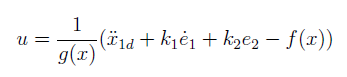 u = \frac{1}{g(x)}(\ddot{x}_{1d} + k_1\dot{e}_1 + k_2e_2 − f(x))